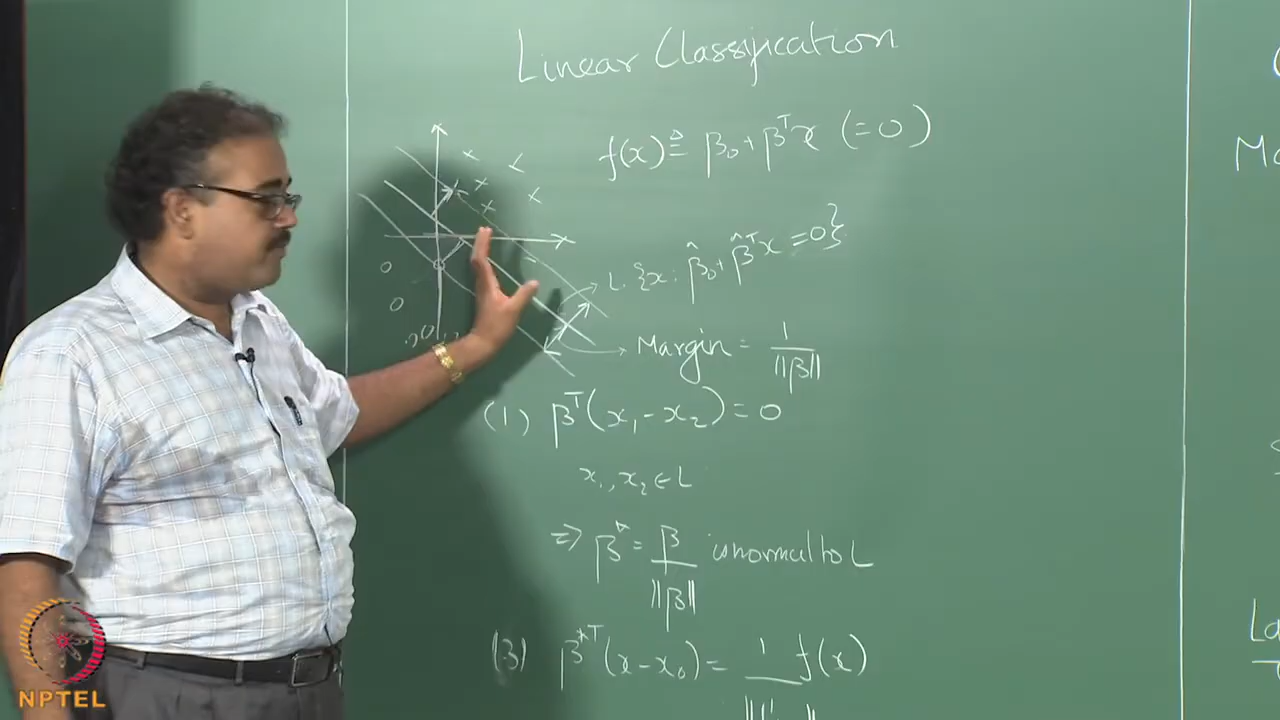 Linear Classification
f(x) ≜ β₀ + βᵀx (=0)
L: {x: β̂₀ + β̂ᵀx = 0}
Margin = 1/||β||
(1) βᵀ(x₁ - x₂) = 0
x₁, x₂ ∈ L
⇒ β* = β/||β|| is normal to L
(3) β*ᵀ(x - x₀) = 1 f(x)
NPTEL